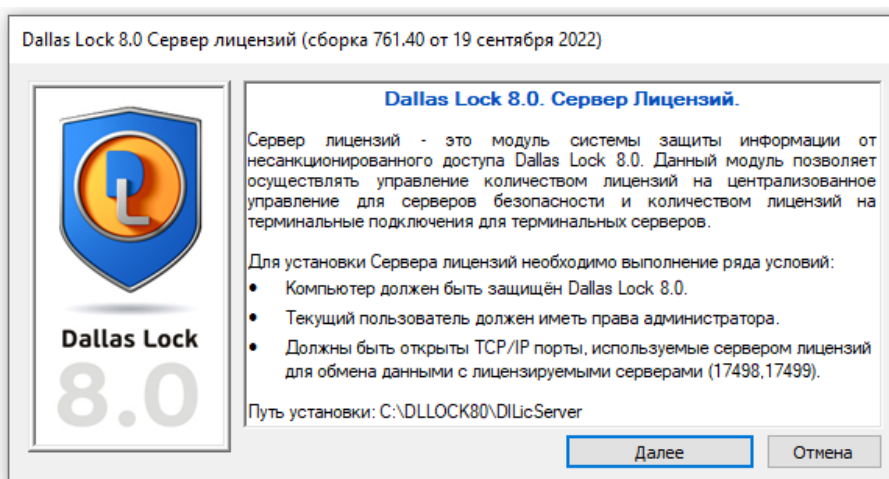 Dallas Lock 8.0 Сервер лицензий (сборка 761.40 от 19 сентября 2022)
Dallas Lock 8.0. Сервер Лицензий.
Сервер лицензий - это модуль системы защиты информации от
несанкционированного доступа Dallas Lock 8.0. Данный модуль позволяет
осуществлять управление количеством лицензий на централизованное
управление для серверов безопасности и количеством лицензий на
терминальные подключения для терминальных серверов.
Для установки Сервера лицензий необходимо выполнение ряда условий:
• Компьютер должен быть защищён Dallas Lock 8.0.
• Текущий пользователь должен иметь права администратора.
• Должны быть открыты TCP/IP порты, используемые сервером лицензий
для обмена данными с лицензируемыми серверами (17498,17499).
Путь установки: C:\DLLOCK80\DlLicServer
DL
Dallas Lock
8.0
Далее
Отмена